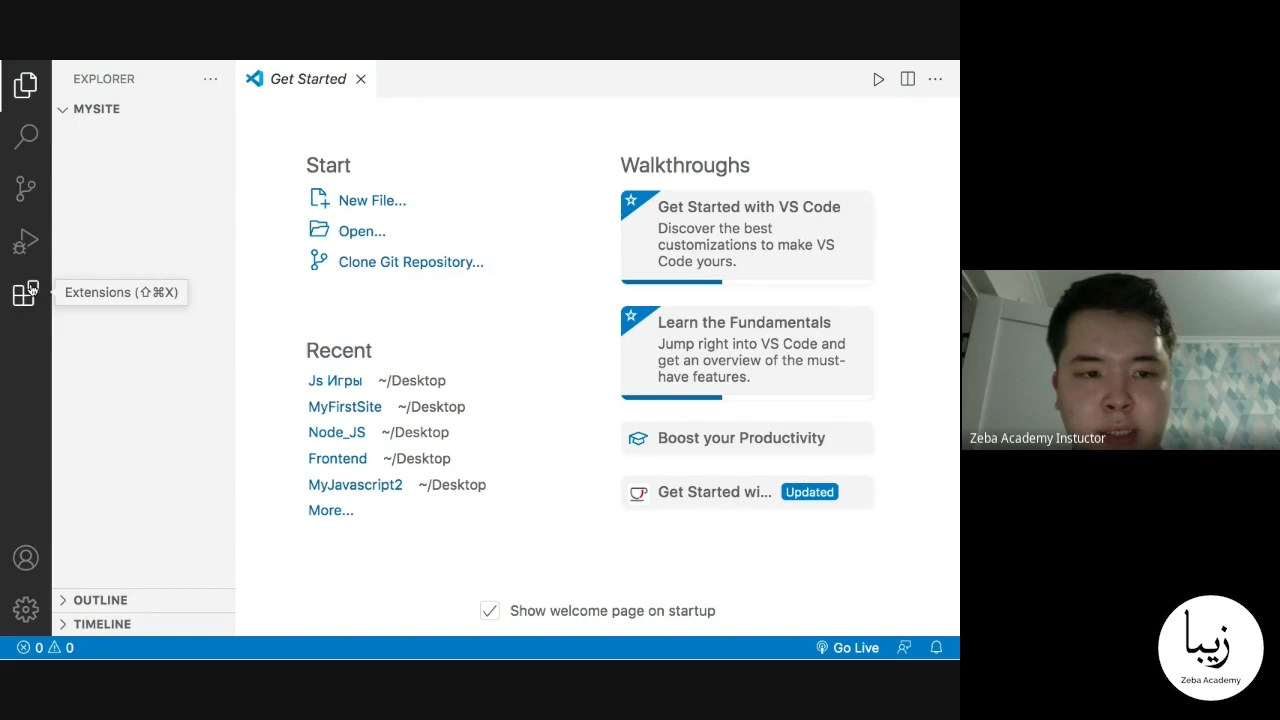 EXPLORER
MYSITE
Get Started
Start
New File...
Open...
Clone Git Repository...
Extensions (⇧⌘X)
Recent
Js Игры ~/Desktop
MyFirstSite ~/Desktop
Node_JS ~/Desktop
Frontend ~/Desktop
MyJavascript2 ~/Desktop
More...
Walkthroughs
Get Started with VS Code
Discover the best
customizations to make VS
Code yours.
Learn the Fundamentals
Jump right into VS Code and
get an overview of the must-
have features.
Boost your Productivity
Get Started wi... Updated
Show welcome page on startup
OUTLINE
TIMELINE
0 0
Go Live
Zeba Academy Instuctor
زيبا
Zeba Academy